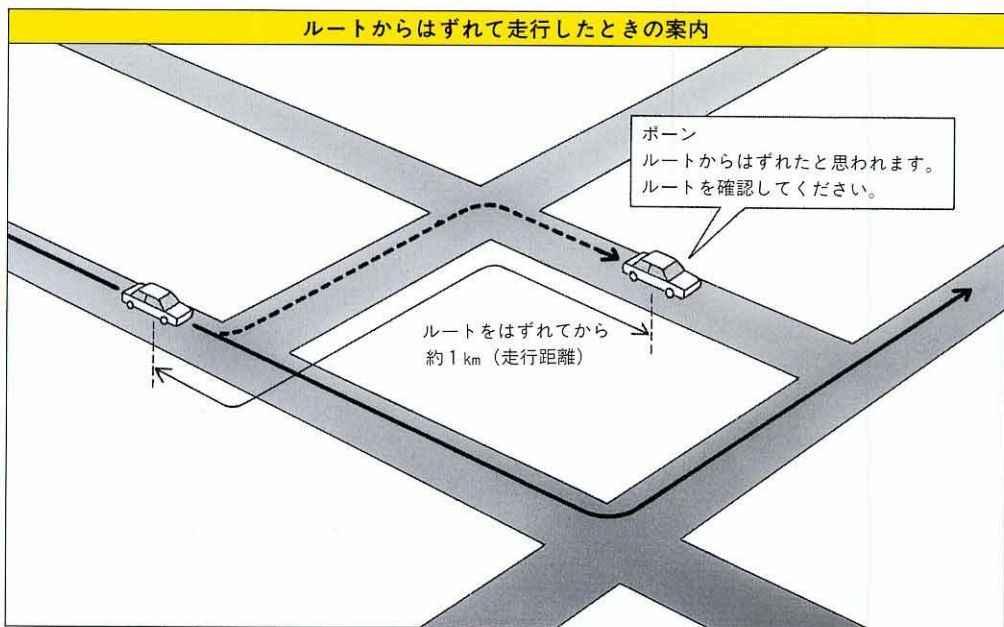 ルートからはずれて走行したときの案内
ポーン
ルートからはずれたと思われます。
ルートを確認してください。
ルートをはずれてから
約1km（走行距離）